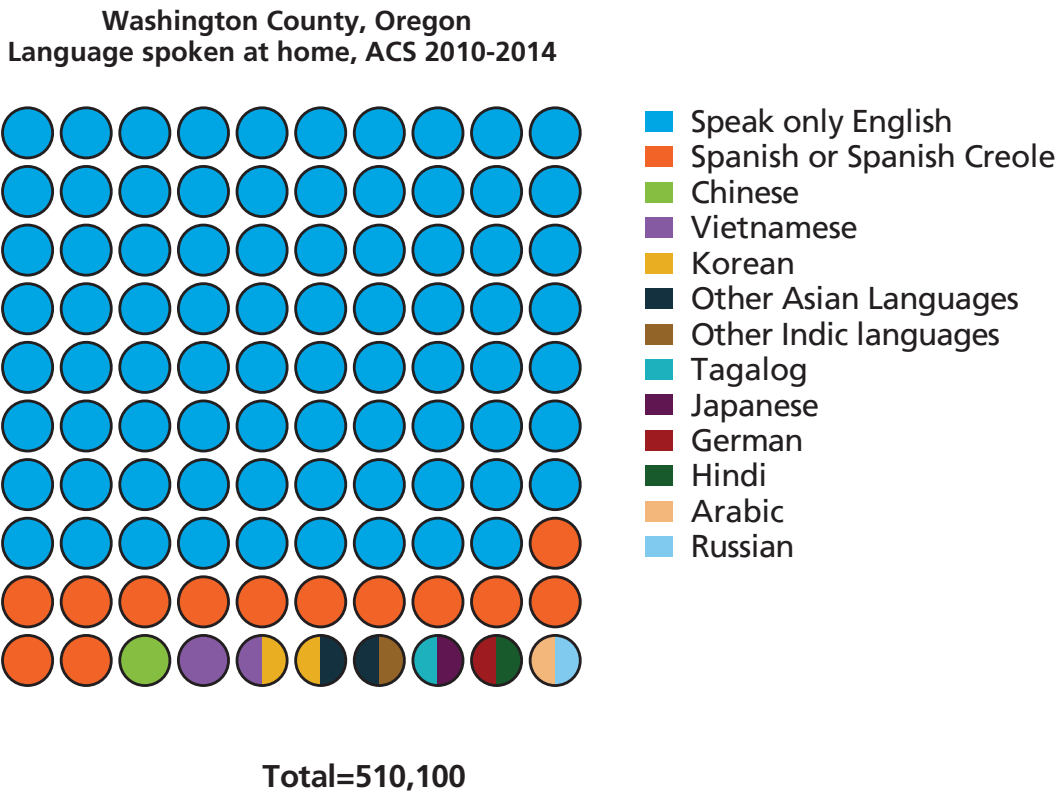 Washington County, Oregon
Language spoken at home, ACS 2010-2014
Speak only English
Spanish or Spanish Creole
Chinese
Vietnamese
Korean
Other Asian Languages
Other Indic languages
Tagalog
Japanese
German
Hindi
Arabic
Russian
Total=510,100